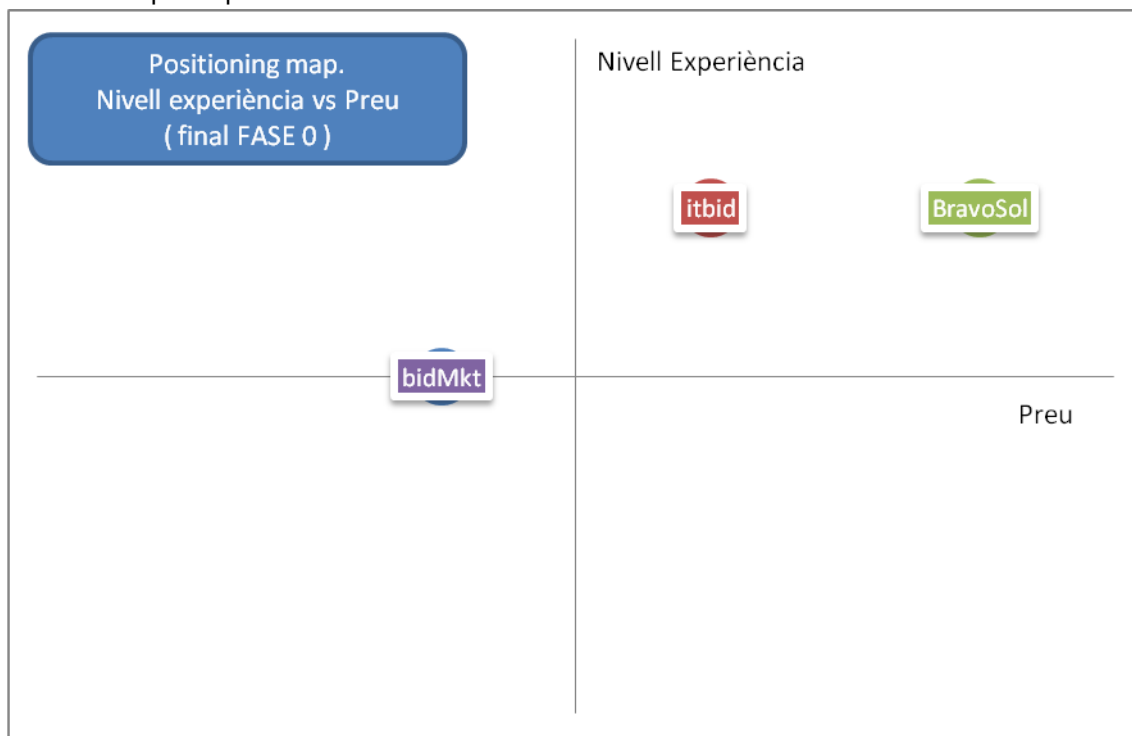 Positioning map.
Nivell experiència vs Preu
( final FASE 0 )
Nivell Experiència
itbid
BravoSol
bidMkt
Preu